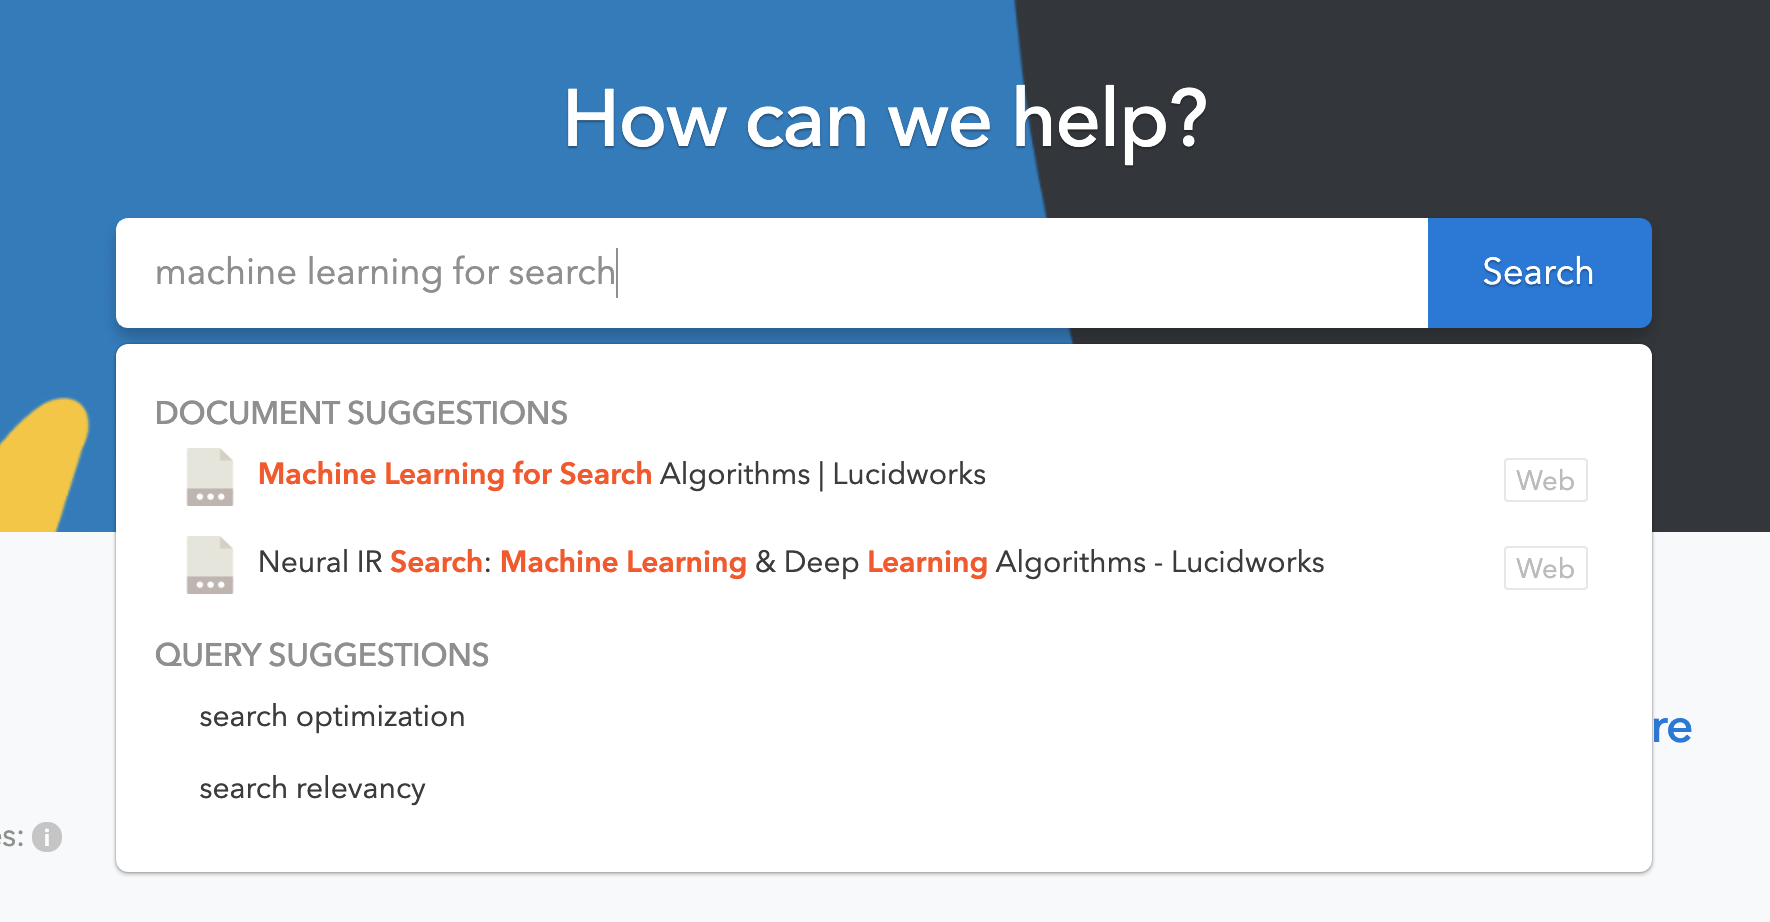 How can we help?
machine learning for search
Search
DOCUMENT SUGGESTIONS
Machine Learning for Search Algorithms | Lucidworks
Web
Neural IR Search: Machine Learning & Deep Learning Algorithms - Lucidworks
Web
QUERY SUGGESTIONS
search optimization
re
search relevancy